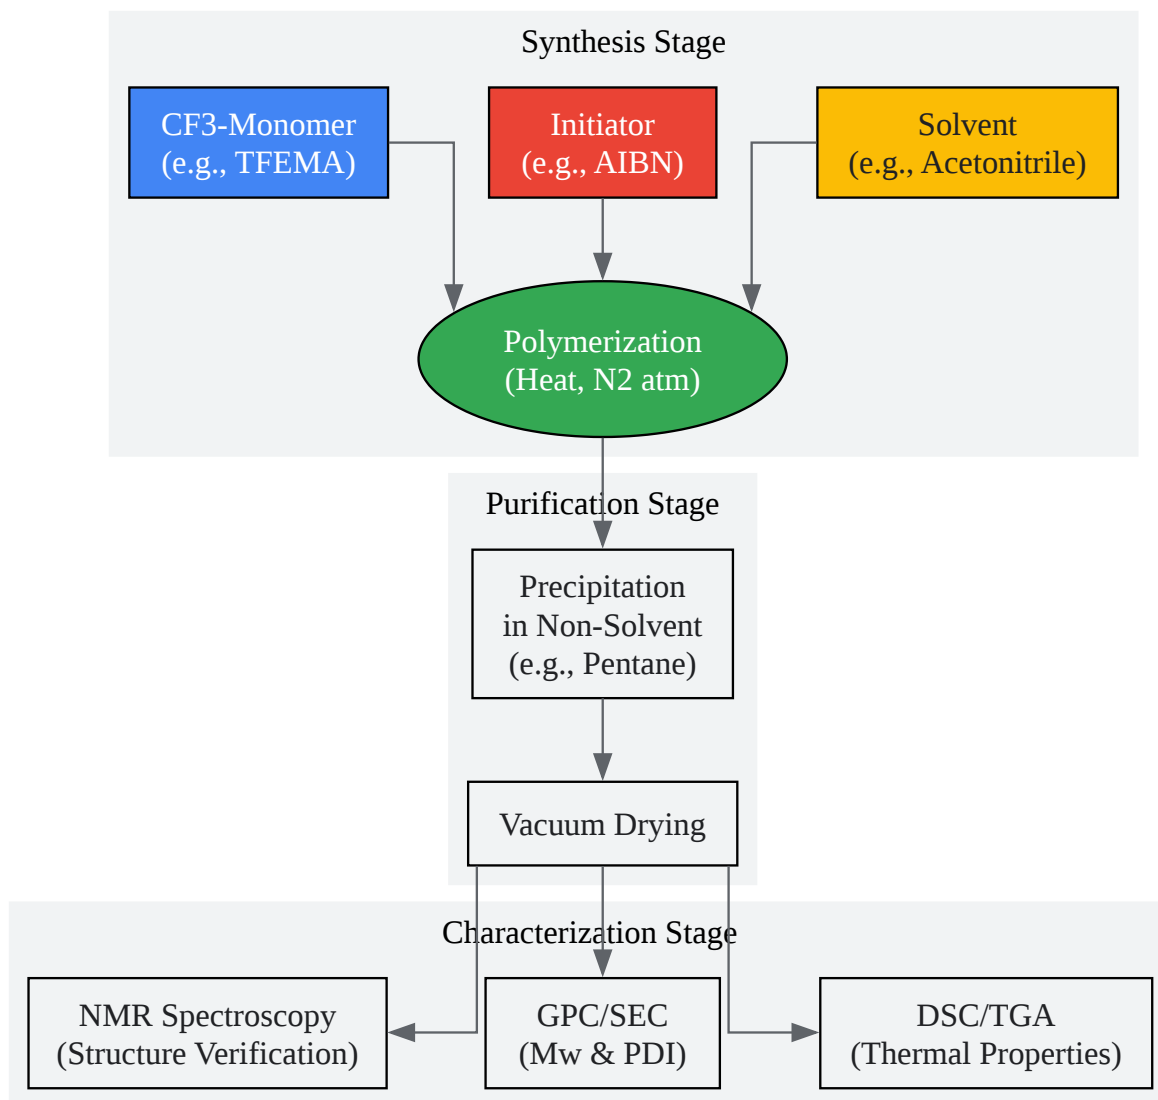 Synthesis Stage
CF3-Monomer
(e.g., TFEMA)
Initiator
(e.g., AIBN)
Solvent
(e.g., Acetonitrile)
Polymerization
(Heat, N2 atm)
Purification Stage
Precipitation
in Non-Solvent
(e.g., Pentane)
Vacuum Drying
Characterization Stage
NMR Spectroscopy
(Structure Verification)
GPC/SEC
(Mw & PDI)
DSC/TGA
(Thermal Properties)